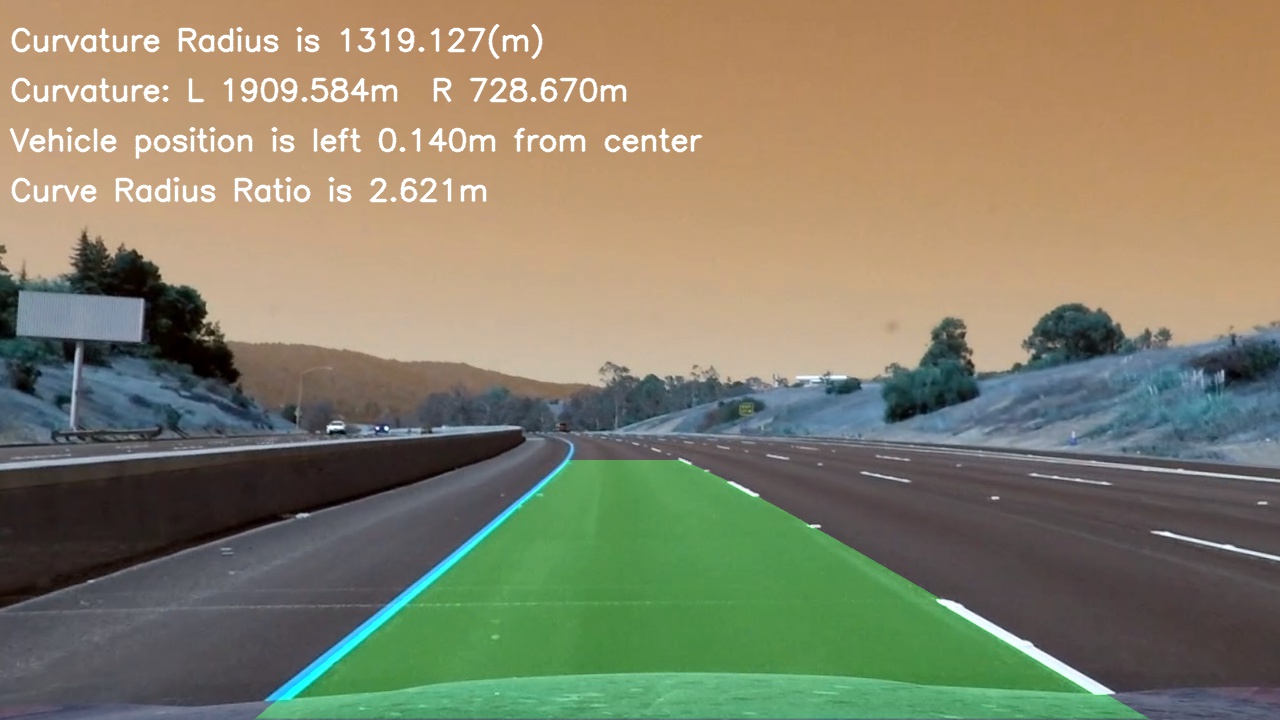 Curvature Radius is 1319.127(m)
Curvature: L 1909.584m R 728.670m
Vehicle position is left 0.140m from center
Curve Radius Ratio is 2.621m